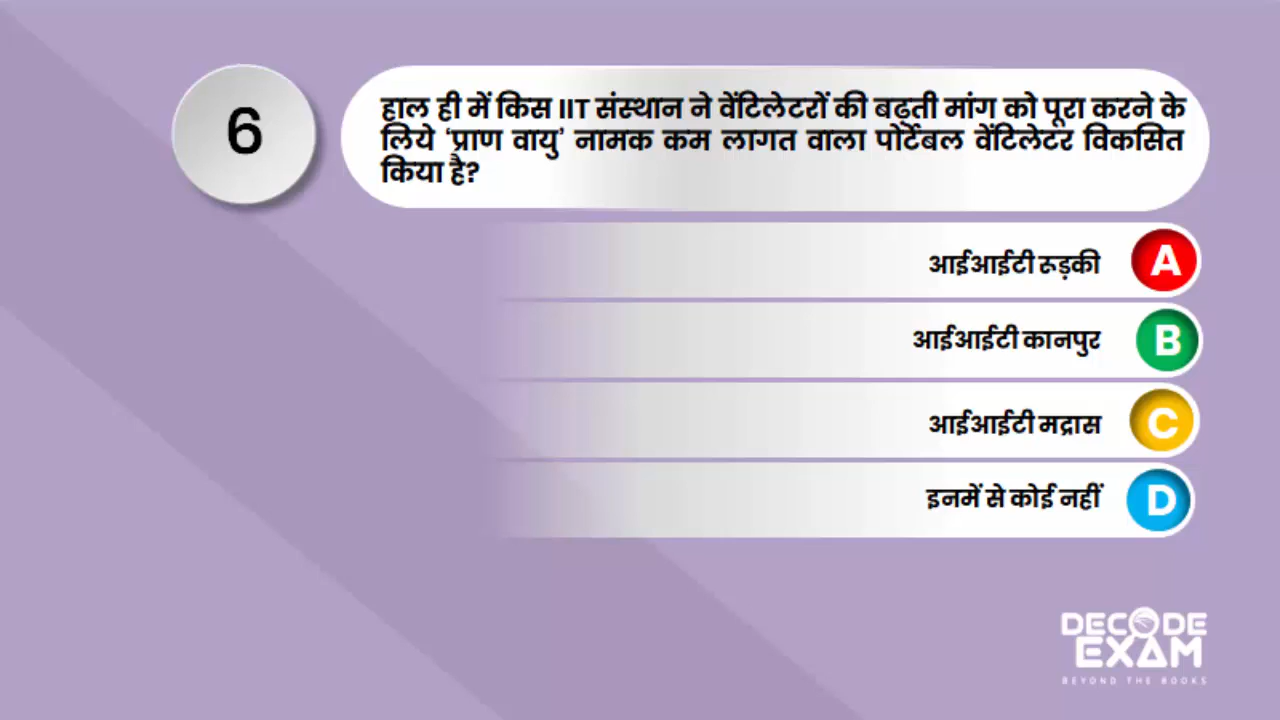 6
हाल ही में किस IIT संस्थान ने वेंटिलेटरों की बढ़ती मांग को पूरा करने के
लिये ‘प्राण वायु’ नामक कम लागत वाला पोर्टेबल वेंटिलेटर विकसित
किया है?
आईआईटी रूड़की A
आईआईटी कानपुर B
आईआईटी मद्रास C
इनमें से कोई नहीं D
DECODE
EXAM
BEYOND THE BOOKS